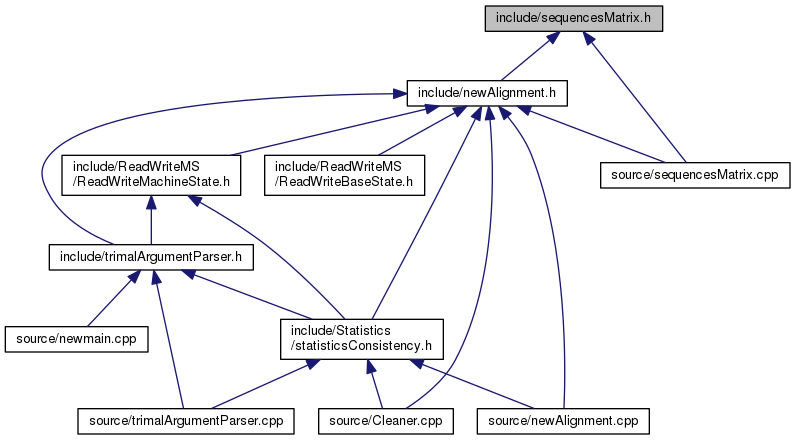 include/sequencesMatrix.h
include/newAlignment.h
include/ReadWriteMS
/ReadWriteMachineState.h
include/ReadWriteMS
/ReadWriteBaseState.h
source/sequencesMatrix.cpp
include/trimalArgumentParser.h
source/newmain.cpp
include/Statistics
/statisticsConsistency.h
source/trimalArgumentParser.cpp
source/Cleaner.cpp
source/newAlignment.cpp